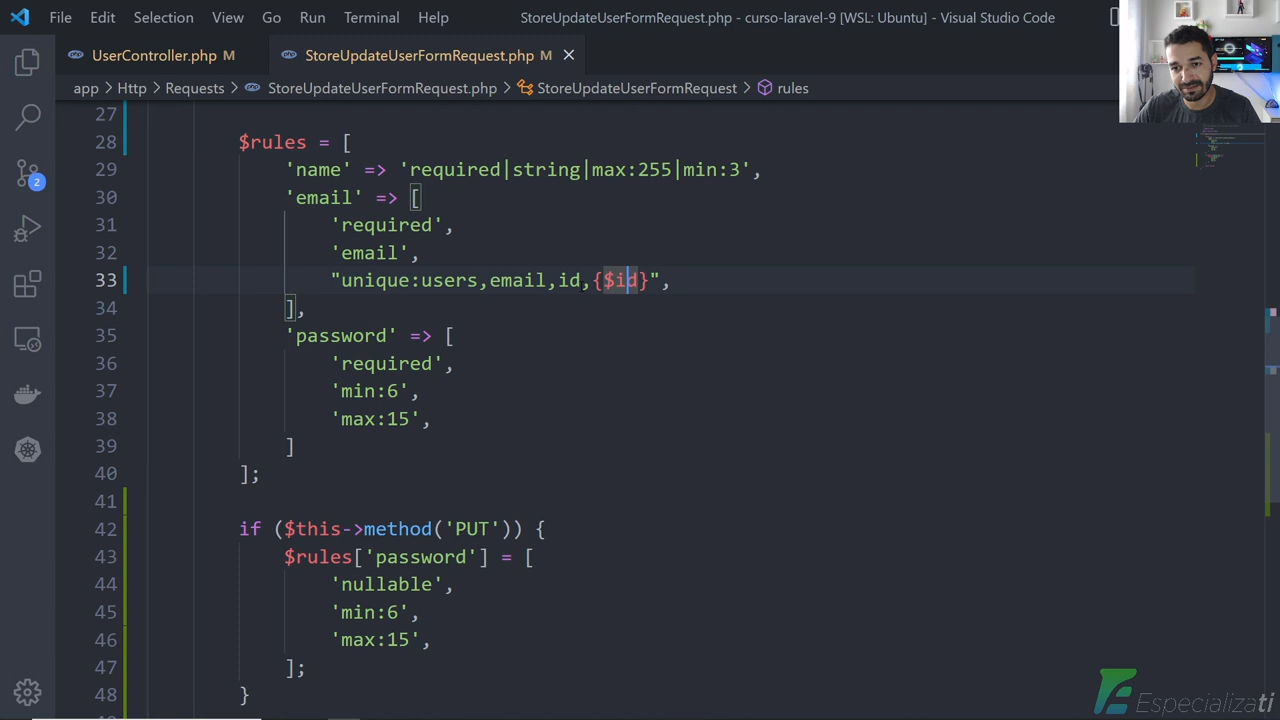 File Edit Selection View Go Run Terminal Help StoreUpdateUserFormRequest.php - curso-laravel-9 [WSL: Ubuntu] - Visual Studio Code
UserController.php M StoreUpdateUserFormRequest.php M
app > Http > Requests > StoreUpdateUserFormRequest.php > StoreUpdateUserFormRequest > rules
27
28 $rules = [
29 'name' => 'required|string|max:255|min:3',
30 'email' => [
31 'required',
32 'email',
33 "unique:users,email,id,{$id}",
34 ],
35 'password' => [
36 'required',
37 'min:6',
38 'max:15',
39 ]
40 ];
41
42 if ($this->method('PUT')) {
43 $rules['password'] = [
44 'nullable',
45 'min:6',
46 'max:15',
47 ];
48 }
2
EspecializaTi